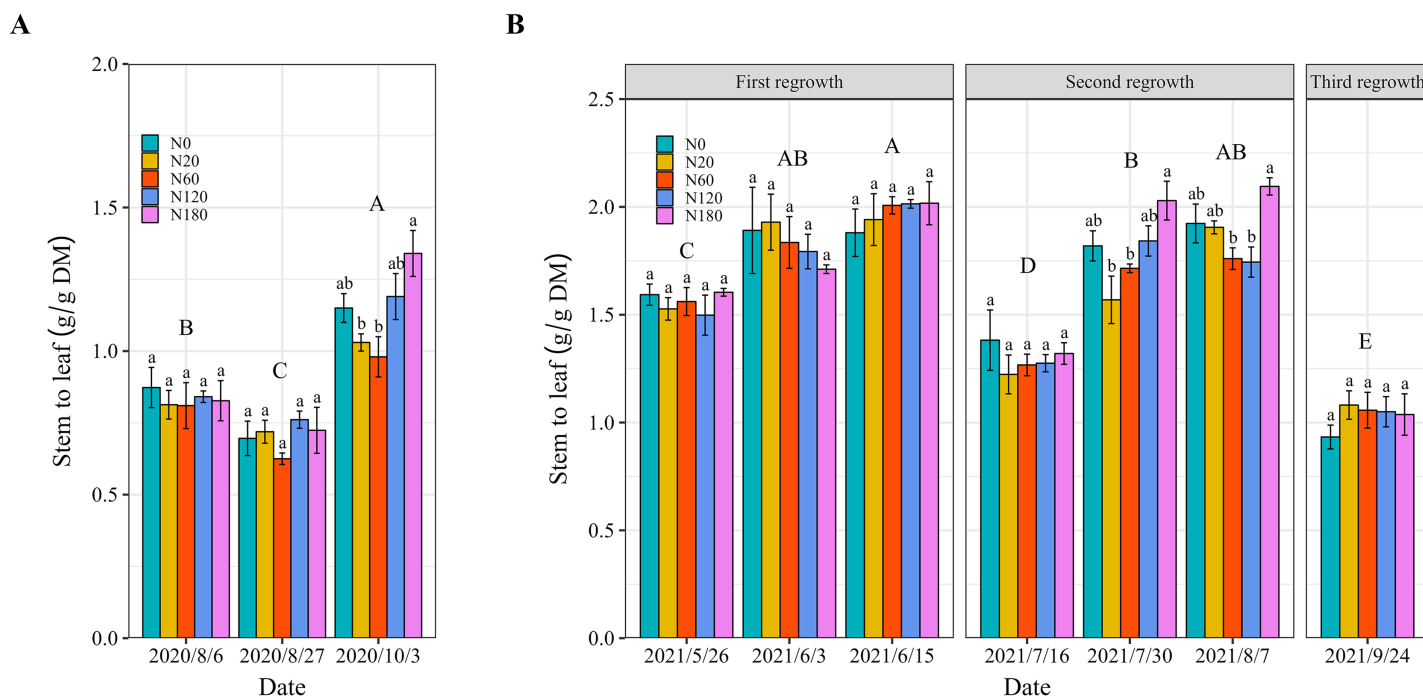 A
B
2.0
1.5
1.0
0.5
0.0
Stem to leaf (g/g DM)
N0
N20
N60
N120
N180
B
C
A
a a a a a
a a a a a
ab b b ab a
2020/8/6 2020/8/27 2020/10/3
Date
First regrowth Second regrowth Third regrowth
2.5
2.0
1.5
1.0
0.5
0.0
Stem to leaf (g/g DM)
N0
N20
N60
N120
N180
C
AB
A
D
B
AB
E
a a a a a
a a a a a
a a a a a
a a a a a
ab b b ab a
ab ab b b a
a a a a a
2021/5/26 2021/6/3 2021/6/15 2021/7/16 2021/7/30 2021/8/7 2021/9/24
Date